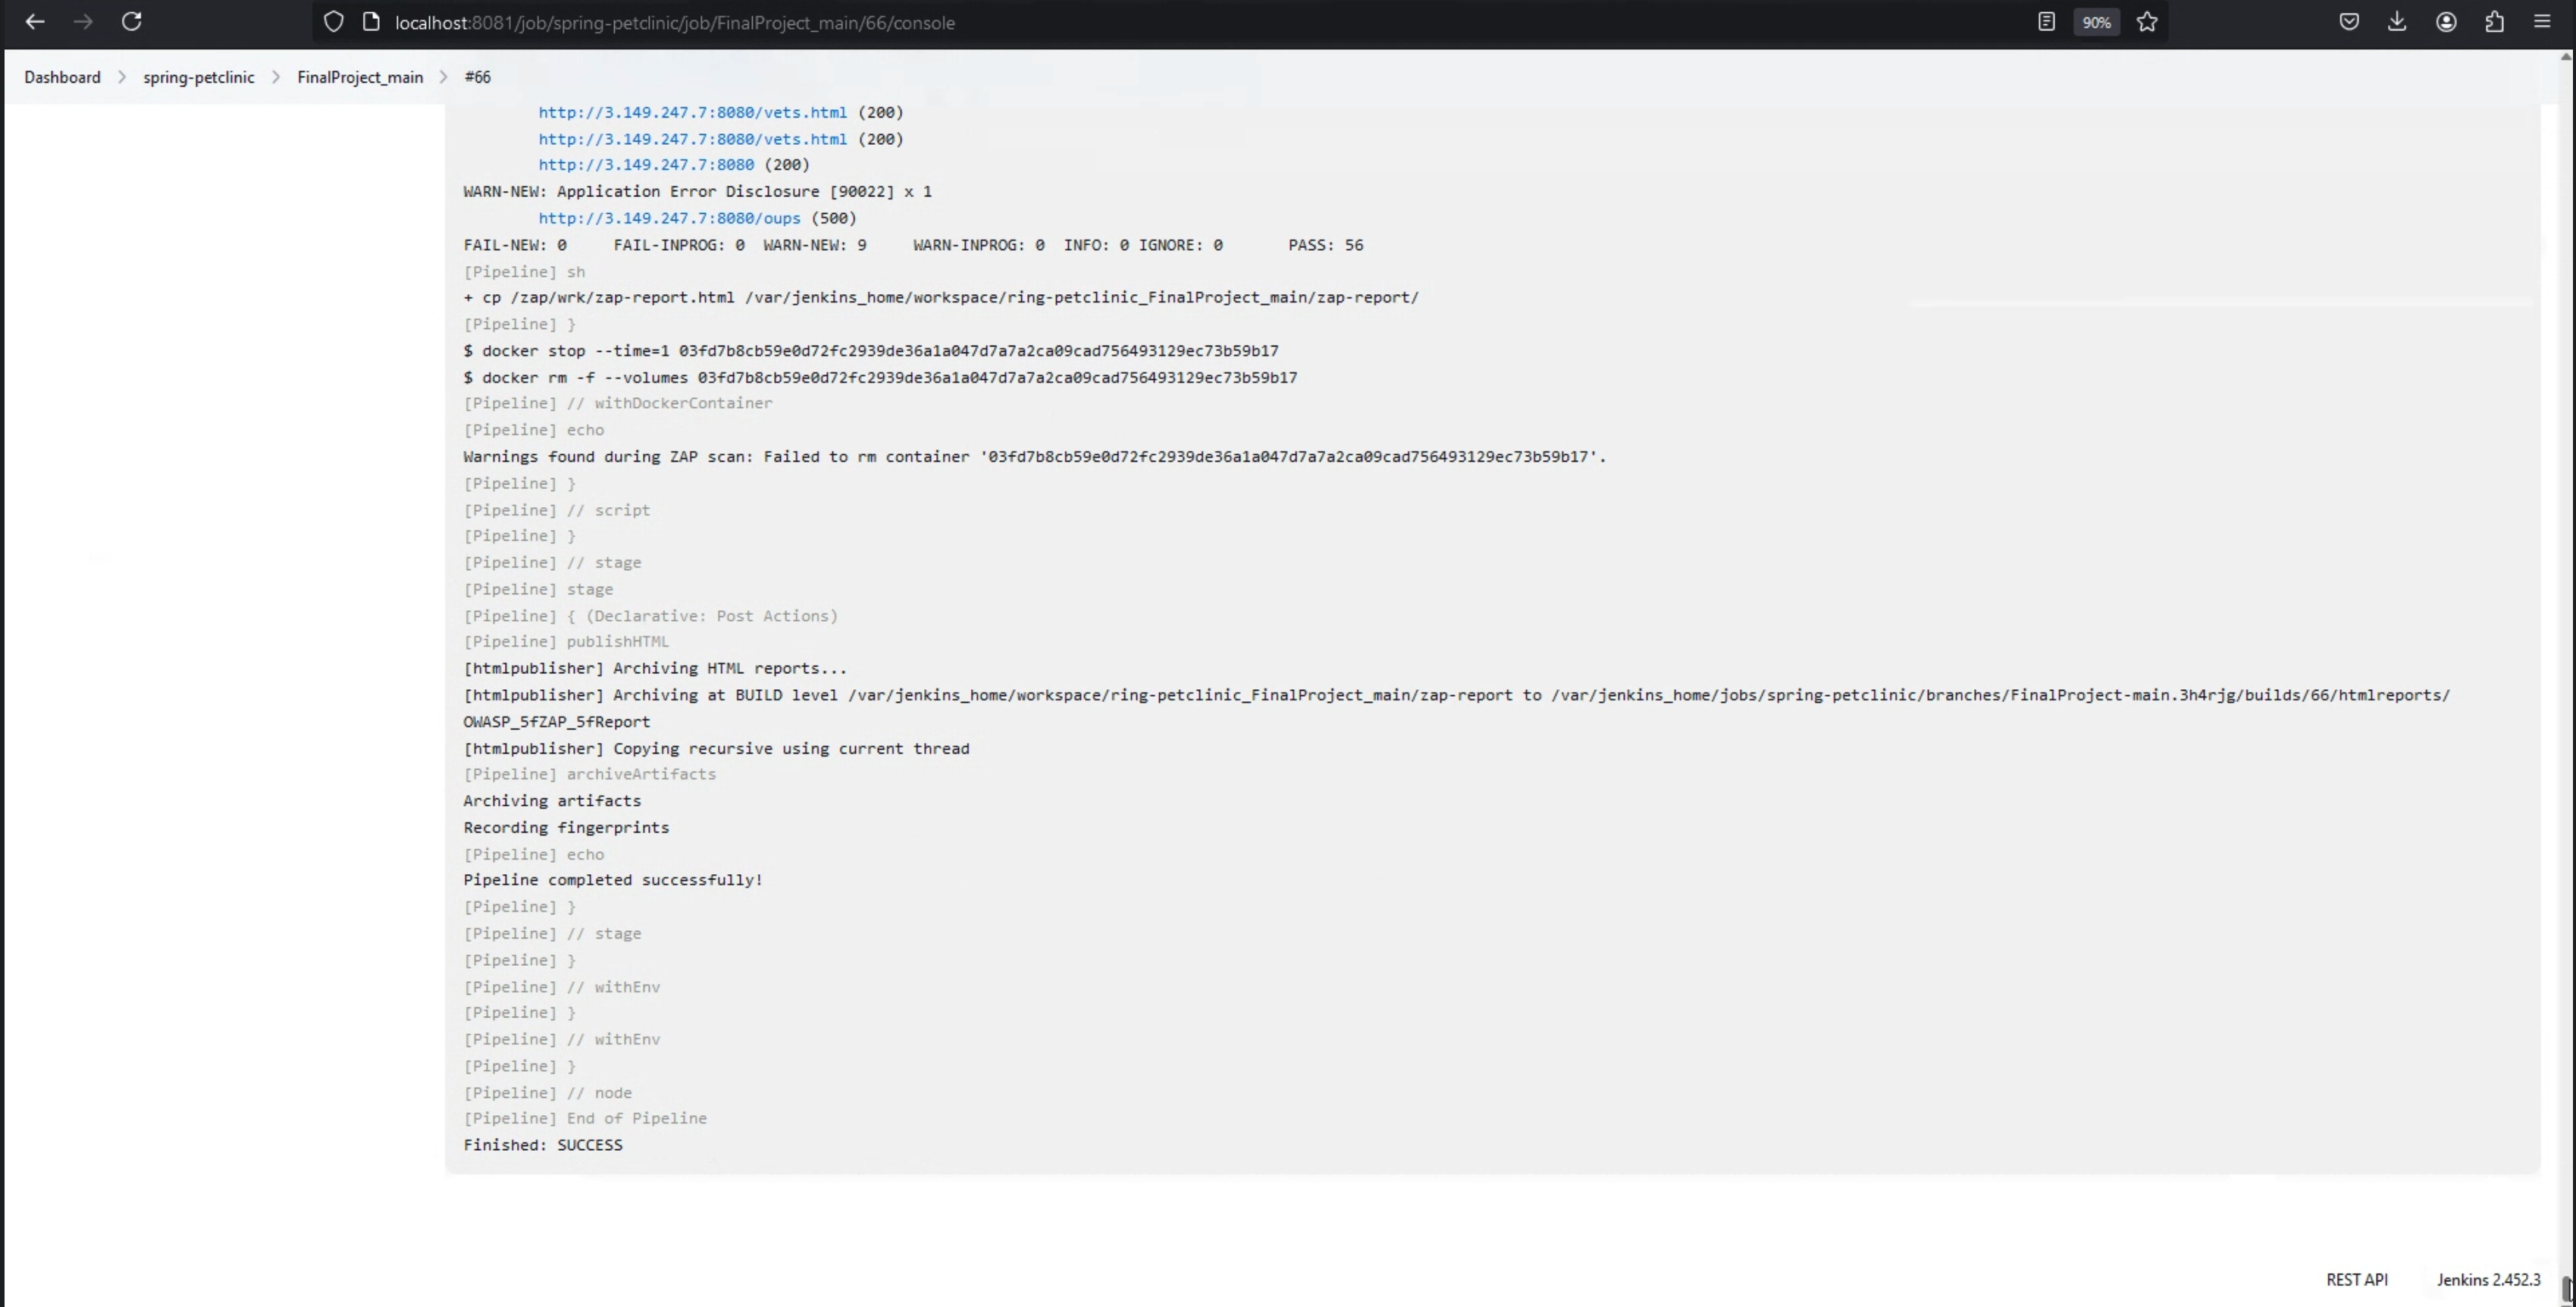 localhost:8081/job/spring-petclinic/job/FinalProject_main/66/console
90%
Dashboard > spring-petclinic > FinalProject_main > #66
http://3.149.247.7:8080/vets.html (200)
http://3.149.247.7:8080/vets.html (200)
http://3.149.247.7:8080 (200)
WARN-NEW: Application Error Disclosure [90022] x 1
http://3.149.247.7:8080/oups (500)
FAIL-NEW: 0 FAIL-INPROG: 0 WARN-NEW: 9 WARN-INPROG: 0 INFO: 0 IGNORE: 0 PASS: 56
[Pipeline] sh
+ cp /zap/wrk/zap-report.html /var/jenkins_home/workspace/ring-petclinic_FinalProject_main/zap-report/
[Pipeline] }
$ docker stop --time=1 03fd7b8cb59e0d72fc2939de36a1a047d7a7a2ca09cad756493129ec73b59b17
$ docker rm -f --volumes 03fd7b8cb59e0d72fc2939de36a1a047d7a7a2ca09cad756493129ec73b59b17
[Pipeline] // withDockerContainer
[Pipeline] echo
Warnings found during ZAP scan: Failed to rm container '03fd7b8cb59e0d72fc2939de36a1a047d7a7a2ca09cad756493129ec73b59b17'.
[Pipeline] }
[Pipeline] // script
[Pipeline] }
[Pipeline] // stage
[Pipeline] stage
[Pipeline] { (Declarative: Post Actions)
[Pipeline] publishHTML
[htmlpublisher] Archiving HTML reports...
[htmlpublisher] Archiving at BUILD level /var/jenkins_home/workspace/ring-petclinic_FinalProject_main/zap-report to /var/jenkins_home/jobs/spring-petclinic/branches/FinalProject-main.3h4rjg/builds/66/htmlreports/
OWASP_5fZAP_5fReport
[htmlpublisher] Copying recursive using current thread
[Pipeline] archiveArtifacts
Archiving artifacts
Recording fingerprints
[Pipeline] echo
Pipeline completed successfully!
[Pipeline] }
[Pipeline] // stage
[Pipeline] }
[Pipeline] // withEnv
[Pipeline] }
[Pipeline] // withEnv
[Pipeline] }
[Pipeline] // node
[Pipeline] End of Pipeline
Finished: SUCCESS
REST API
Jenkins 2.452.3